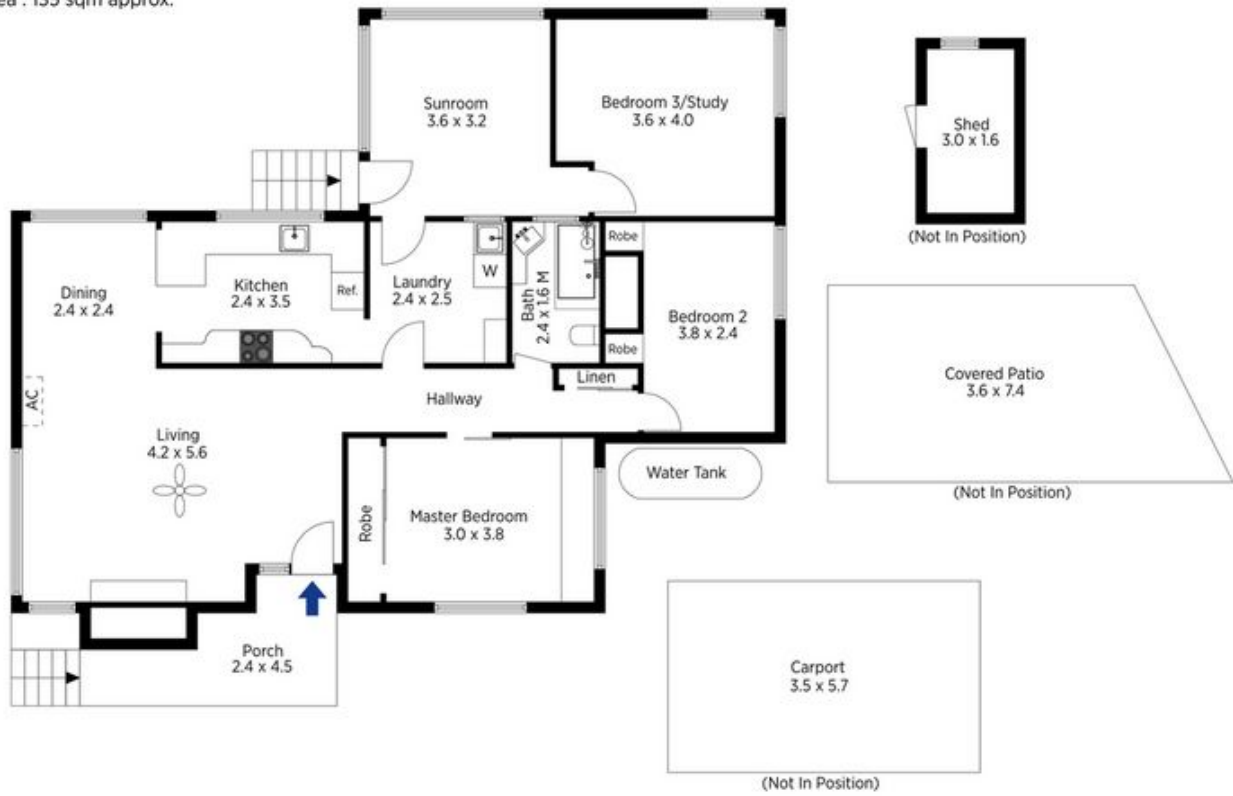 : 155 sqm approx.
Sunroom
3.6 x 3.2
Bedroom 3/Study
3.6 x 4.0
Shed
3.0 x 1.6
(Not In Position)
Dining
2.4 x 2.4
Kitchen
2.4 x 3.5
Ref.
Laundry
2.4 x 2.5
W
Bath
2.4 x 1.6 M
Robe
Bedroom 2
3.8 x 2.4
Robe
Linen
Hallway
AC
Living
4.2 x 5.6
Covered Patio
3.6 x 7.4
(Not In Position)
Robe
Master Bedroom
3.0 x 3.8
Water Tank
Porch
2.4 x 4.5
Carport
3.5 x 5.7
(Not In Position)